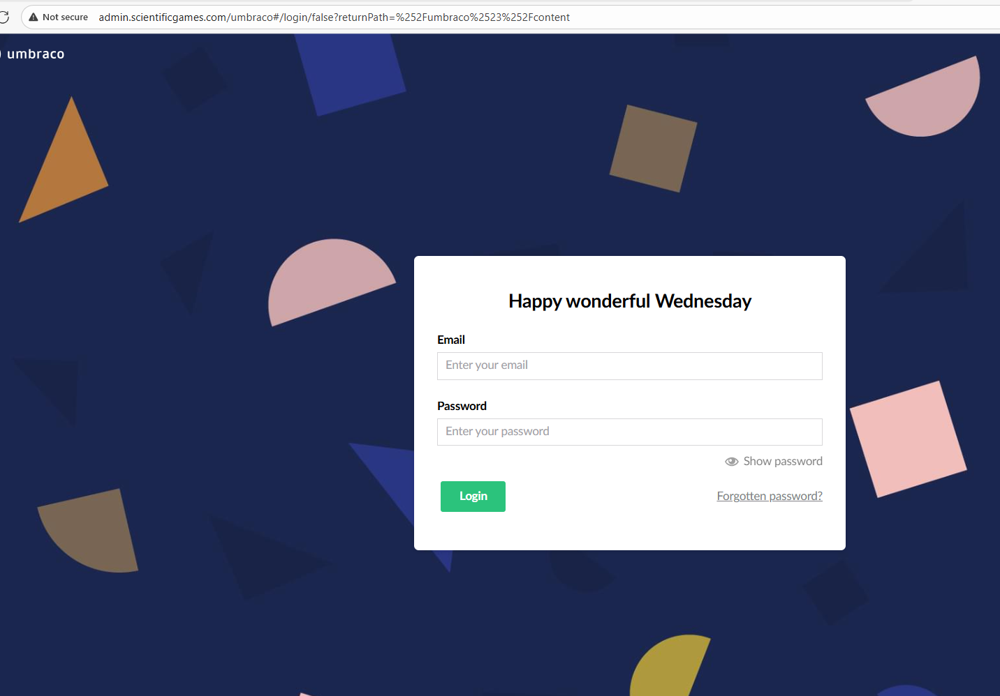 Not secure admin.scientificgames.com/umbraco#/login/false?returnPath=%252Fumbraco%2523%252Fcontent
umbraco
Happy wonderful Wednesday
Email
Enter your email
Password
Enter your password
Show password
Login
Forgotten password?